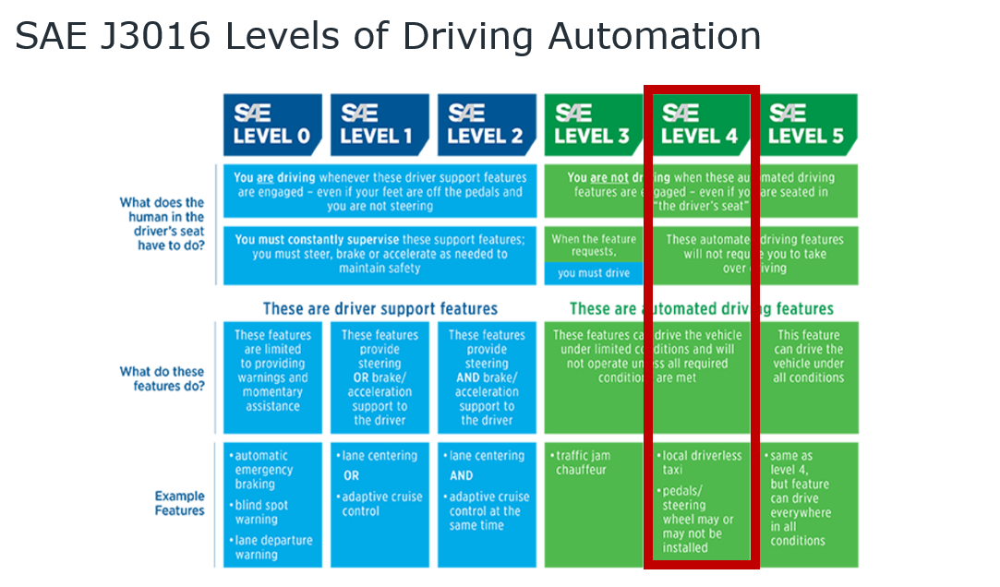 SAE J3016 Levels of Driving Automation
SAE
LEVEL 0
SAE
LEVEL 1
SAE
LEVEL 2
SAE
LEVEL 3
SAE
LEVEL 4
SAE
LEVEL 5
What does the
human in the
driver's seat
have to do?
You are driving whenever these driver support features
are engaged – even if your feet are off the pedals and
you are not steering
You are not driving when these automated driving
features are engaged – even if you are seated in
"the driver's seat"
You must constantly supervise these support features;
you must steer, brake or accelerate as needed to
maintain safety
When the feature
requests,
you must drive
These automated driving features
will not require you to take
over driving
These are driver support features
These are automated driving features
What do these
features do?
These features
are limited
to providing
warnings and
momentary
assistance
These features
provide
steering
OR brake/
acceleration
support to
the driver
These features
provide
steering
AND brake/
acceleration
support to
the driver
These features can drive the vehicle
under limited conditions and will
not operate unless all required
conditions are met
This feature
can drive the
vehicle under
all conditions
Example
Features
•automatic
emergency
braking
•blind spot
warning
•lane departure
warning
•lane centering
OR
•adaptive cruise
control
•lane centering
AND
•adaptive cruise
control at the
same time
•traffic jam
chauffeur
•local driverless
taxi
•pedals/
steering
wheel may or
may not be
installed
•same as
level 4,
but feature
can drive
everywhere
in all
conditions